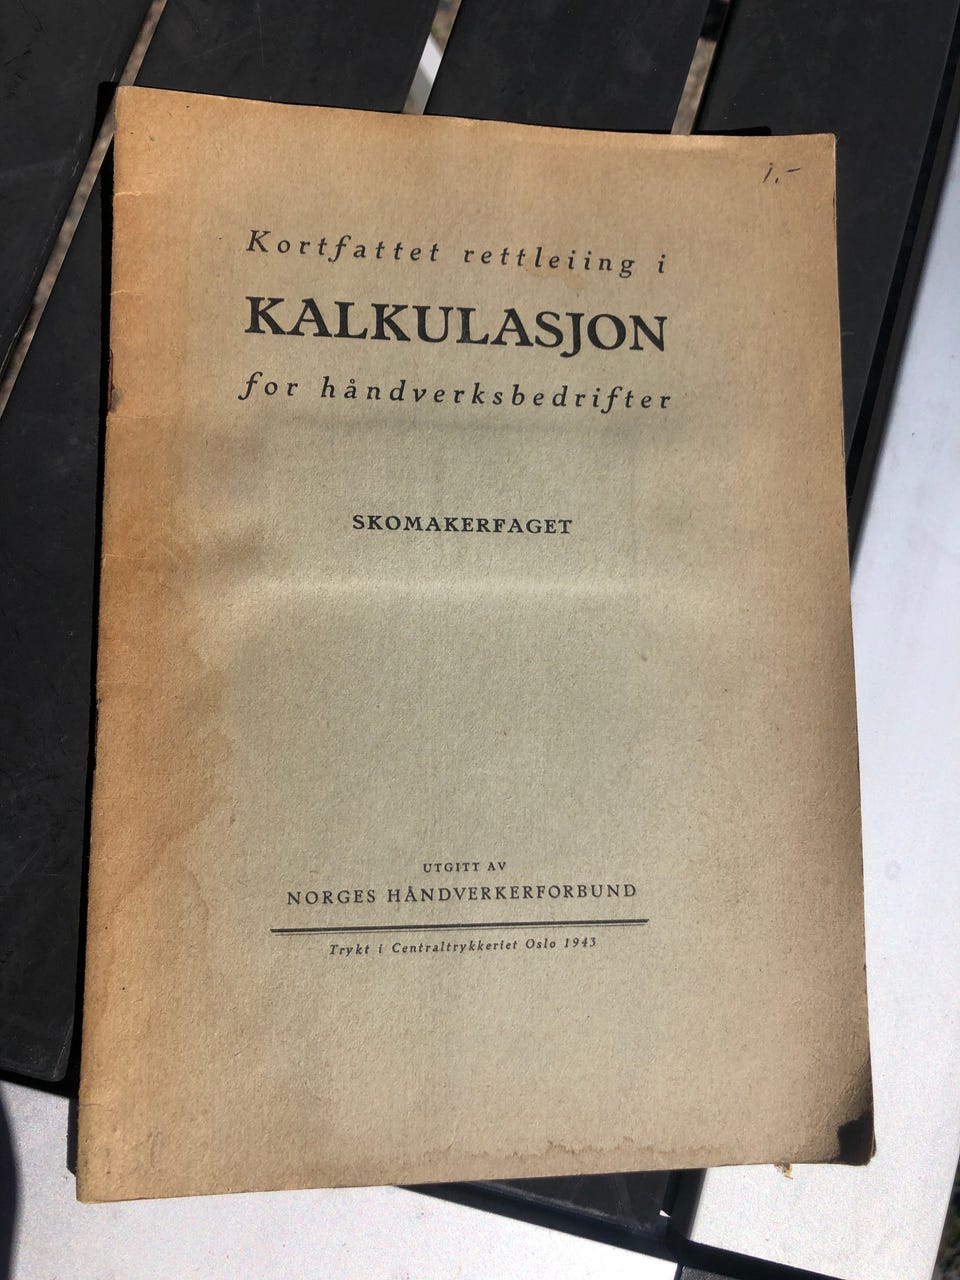 1.-
Kortfattet rettleiing i
KALKULASJON
for håndverksbedrifter
SKOMAKERFAGET
UTGITT AV
NORGES HÅNDVERKERFORBUND
Trykt i Centraltrykkeriet Oslo 1943